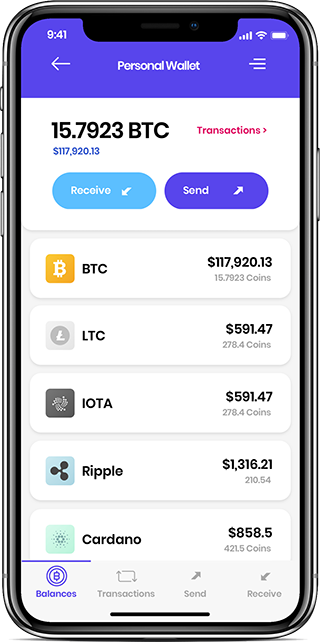 9:41
Personal Wallet
15.7923 BTC
Transactions >
$117,920.13
Receive
Send
BTC
$117,920.13
15.7923 Coins
LTC
$591.47
278.4 Coins
IOTA
$591.47
278.4 Coins
Ripple
$1,316.21
210.54
Cardano
$858.5
421.5 Coins
Balances
Transactions
Send
Receive